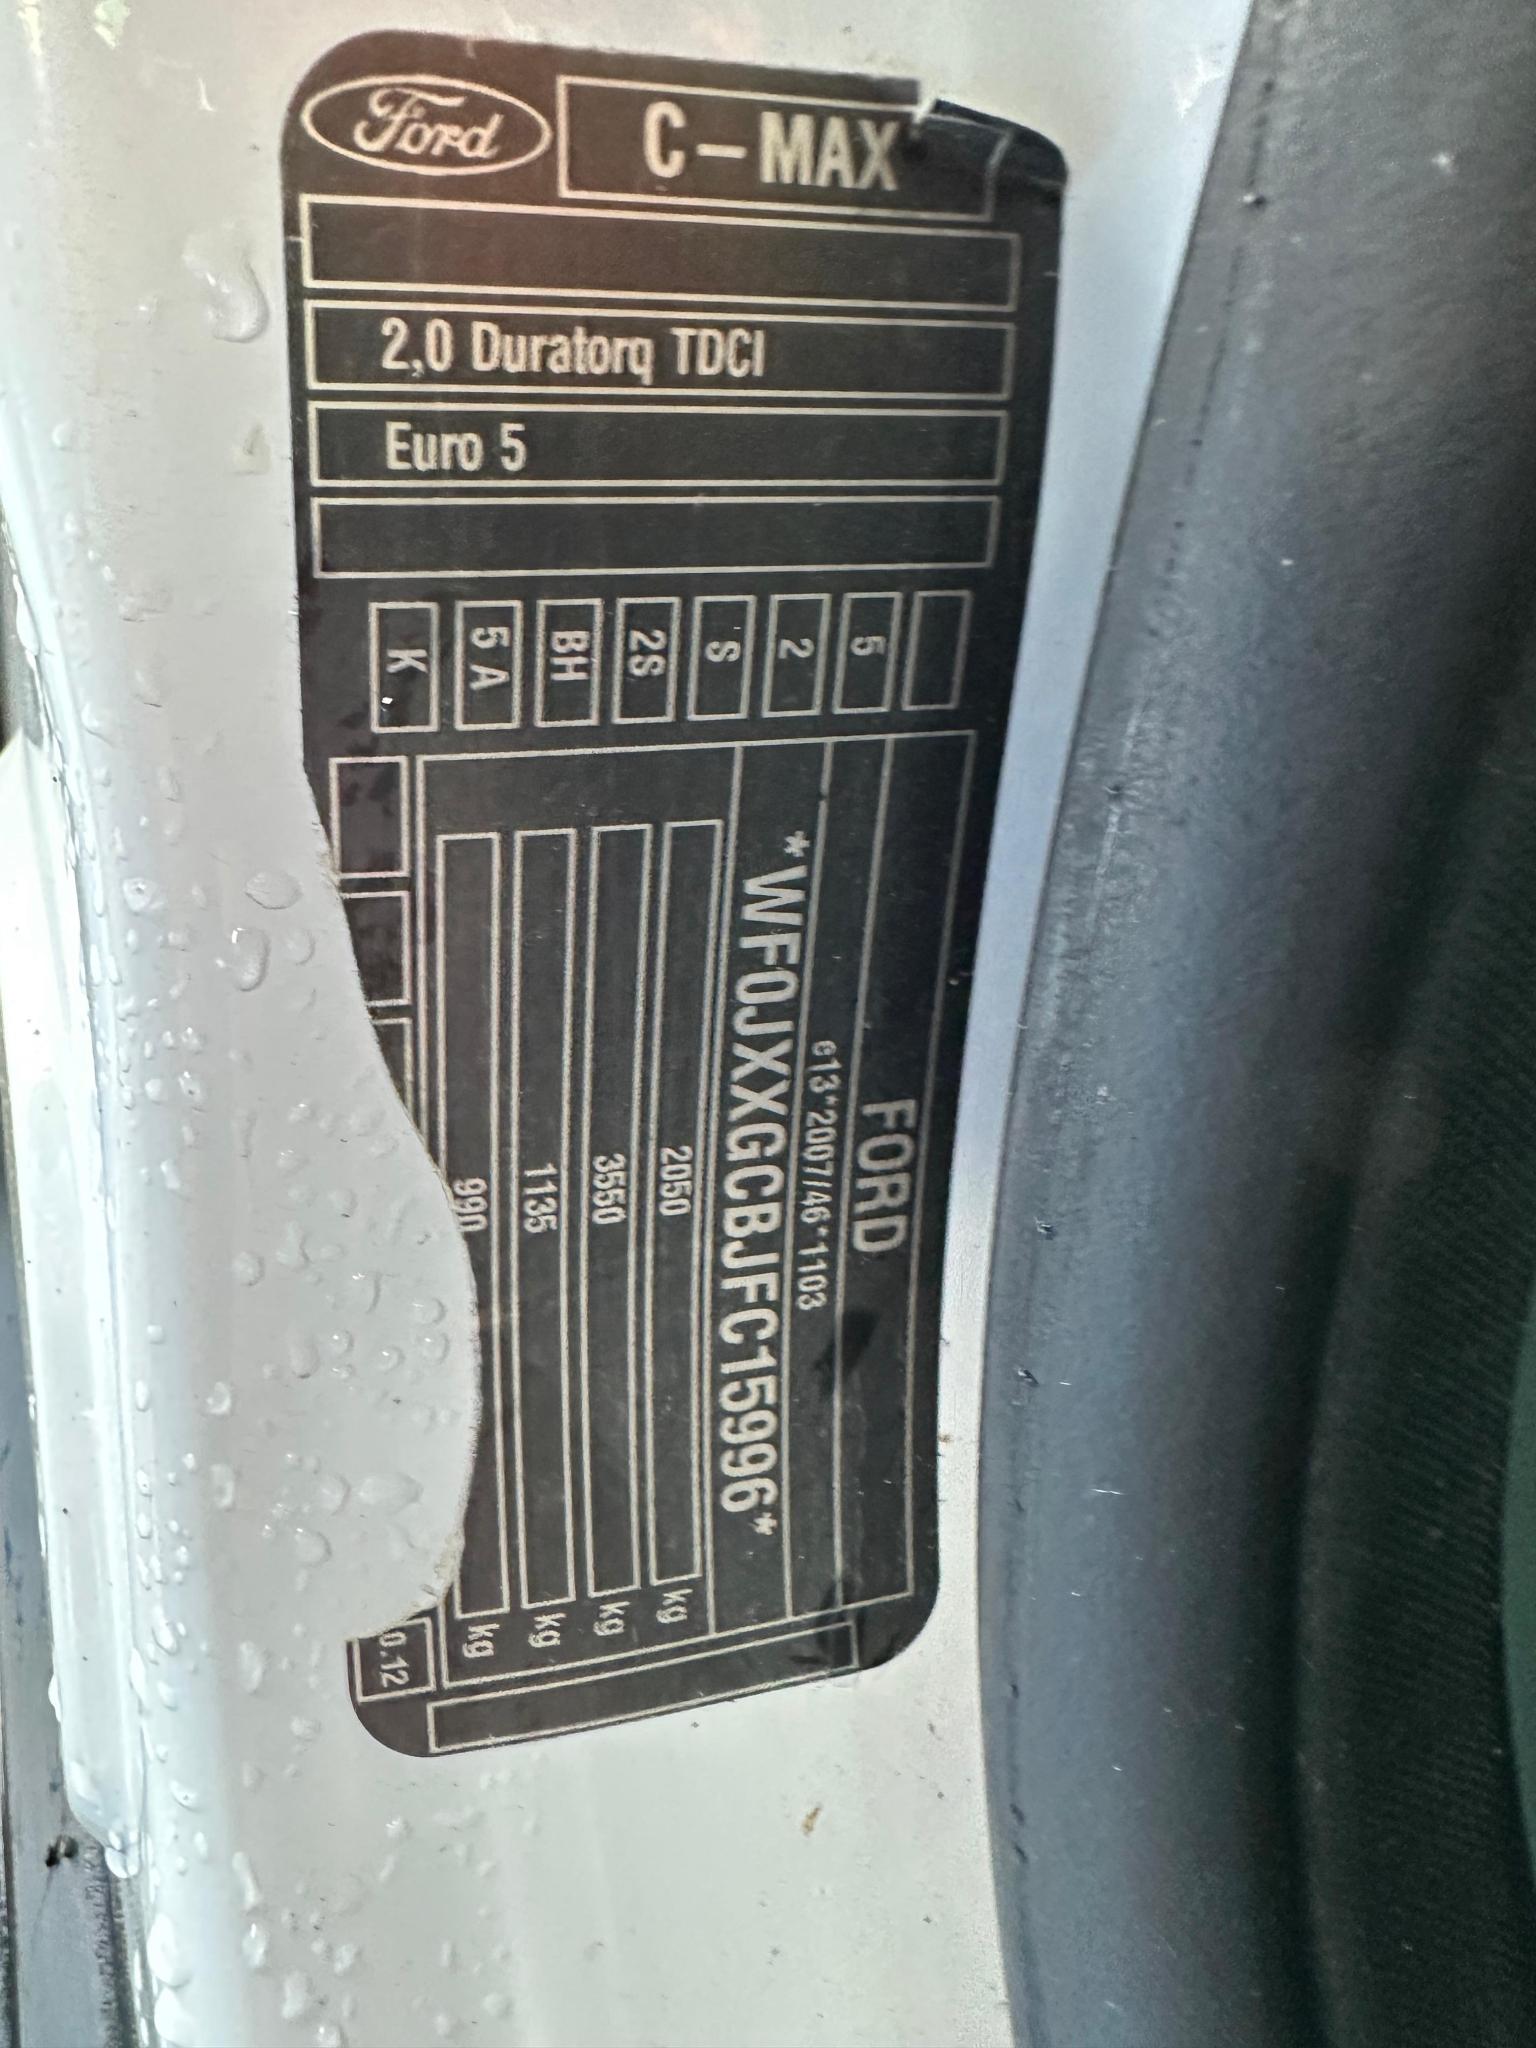 Ford
C-MAX
2,0 Duratorq TDCI
Euro 5
K
5 A
BH
2S
S
2
5
FORD
e13*2007/46*1103
*WF0JXXGCBJFC15996*
2050 kg
3550 kg
1135 kg
990 kg
0.12